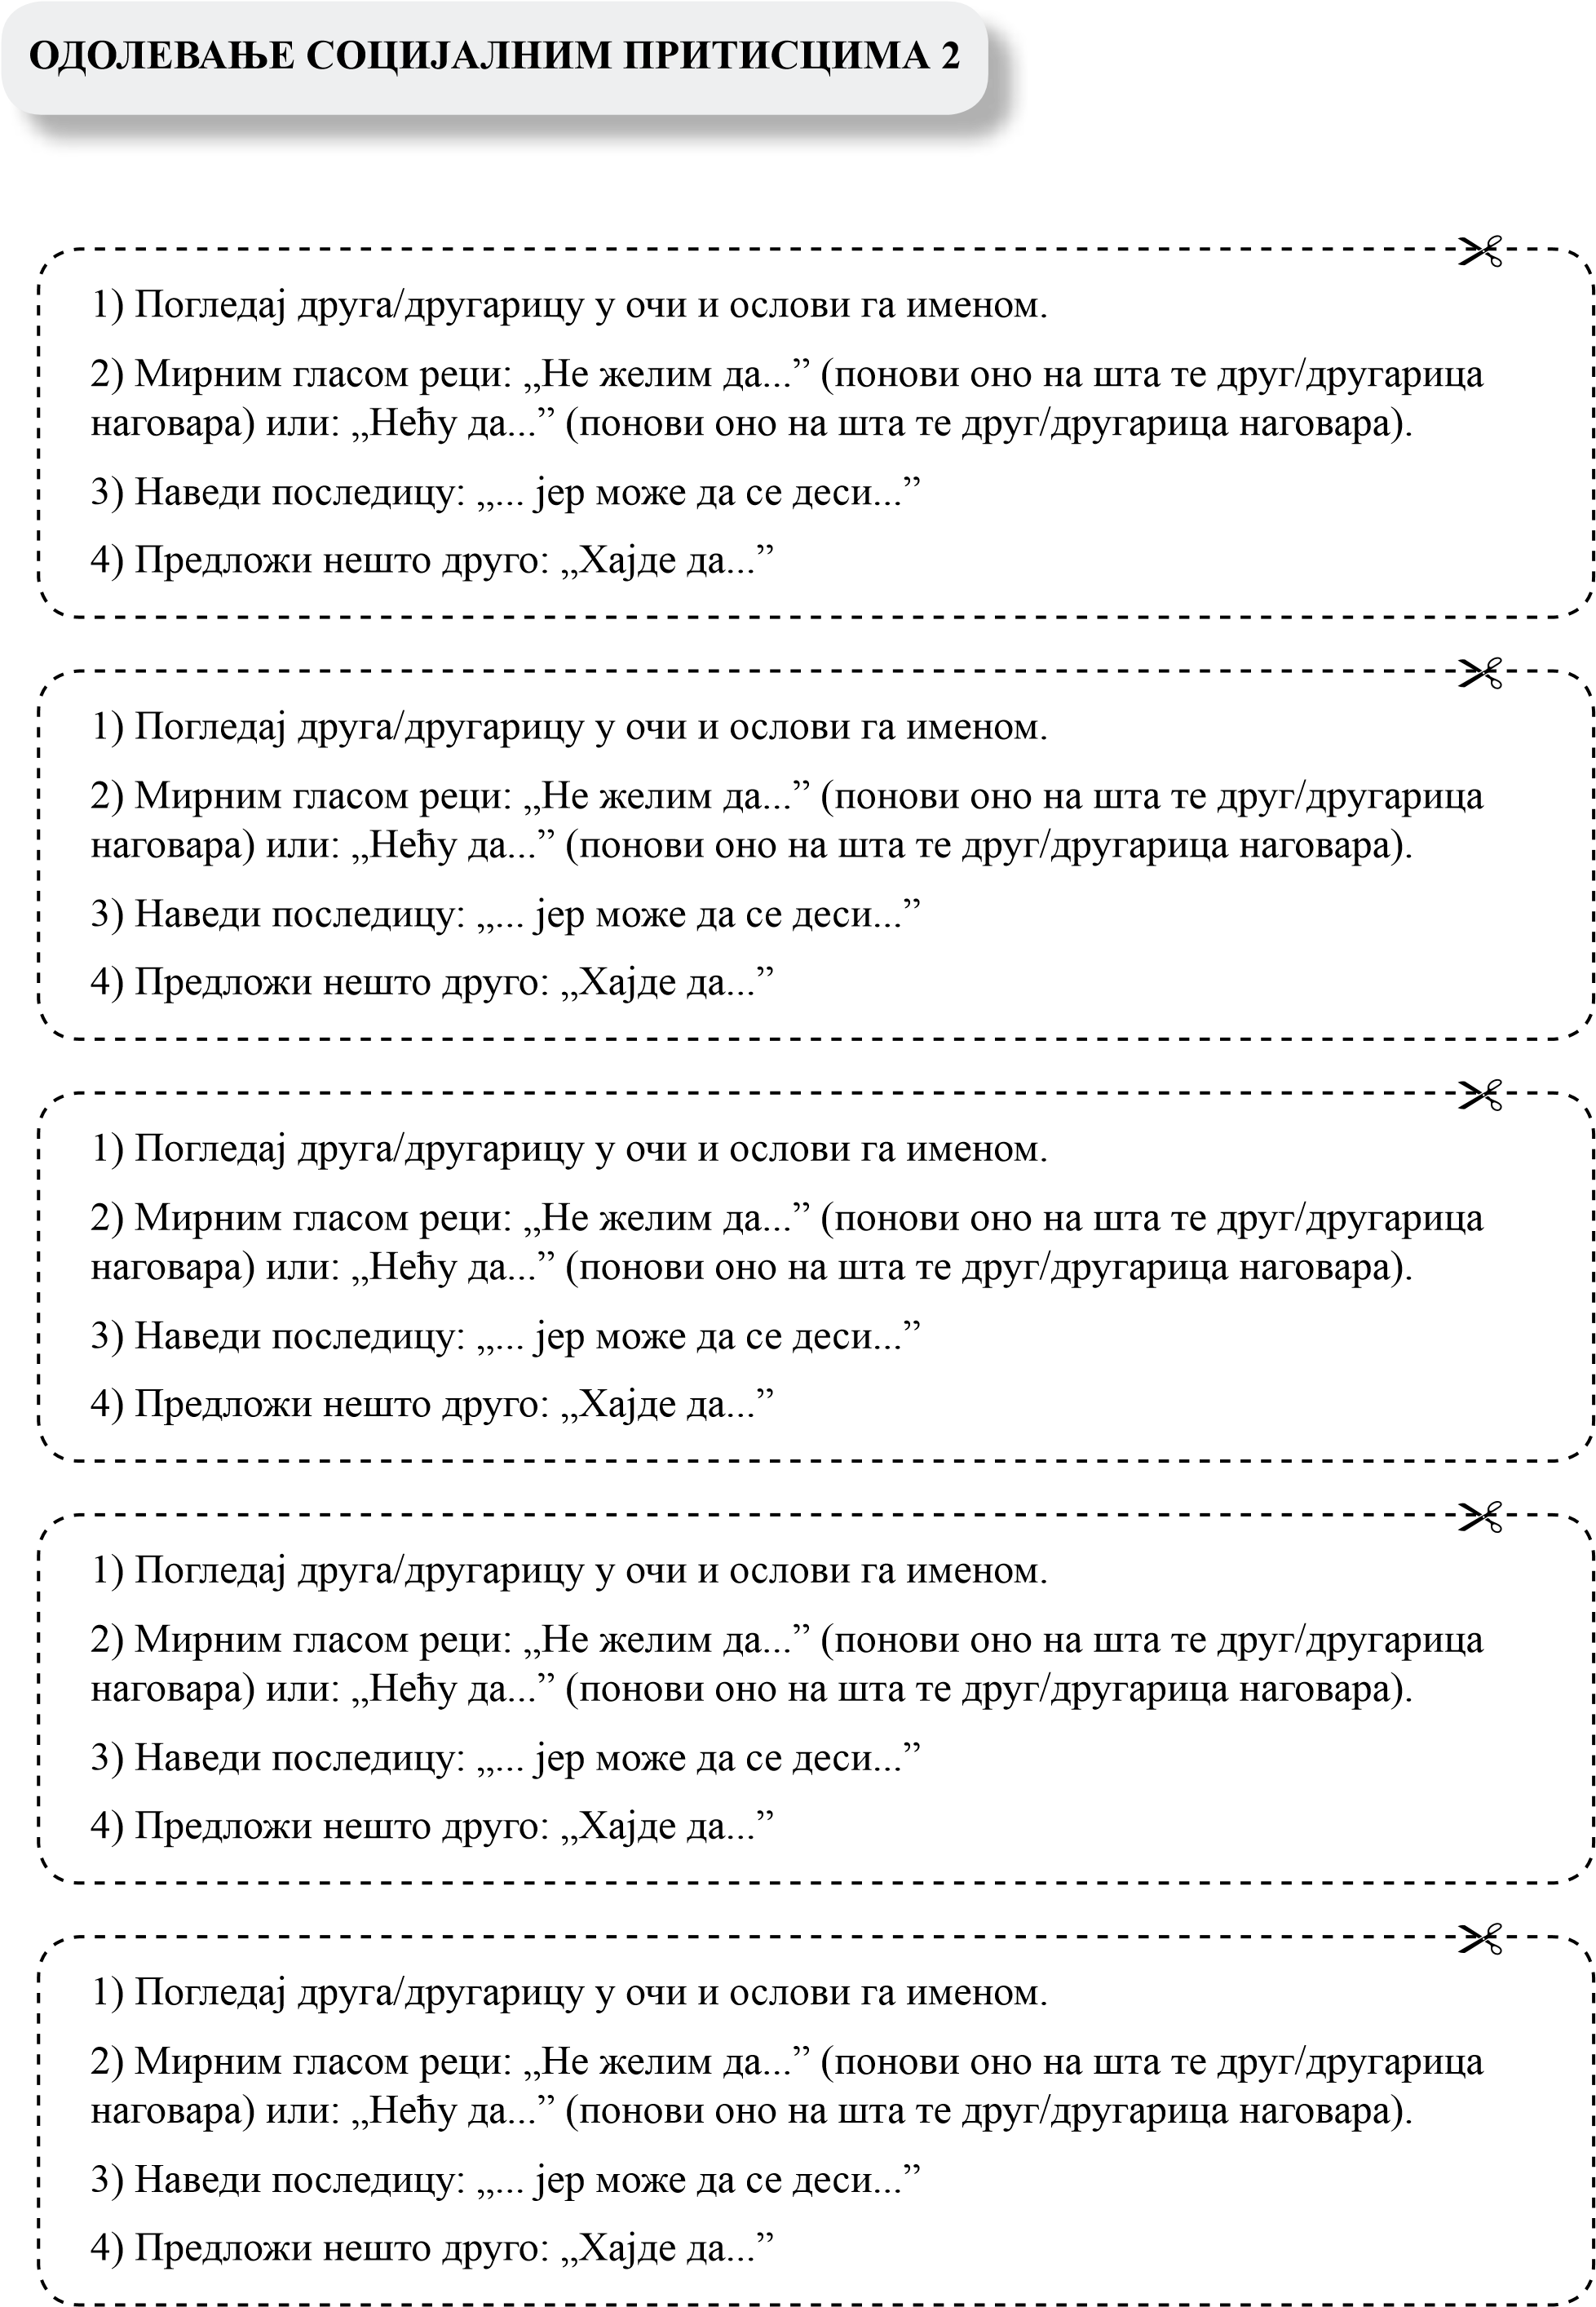 ОДОЛЕВАЊЕ СОЦИЈАЛНИМ ПРИТИСЦИМА 2
1) Погледај друга/другарицу у очи и ослови га именом.
2) Мирним гласом реци: „Не желим да...” (понови оно на шта те друг/другарица
наговара) или: „Нећу да...” (понови оно на шта те друг/другарица наговара).
3) Наведи последицу: „... јер може да се деси...”
4) Предложи нешто друго: „Хајде да...”
1) Погледај друга/другарицу у очи и ослови га именом.
2) Мирним гласом реци: „Не желим да...” (понови оно на шта те друг/другарица
наговара) или: „Нећу да...” (понови оно на шта те друг/другарица наговара).
3) Наведи последицу: „... јер може да се деси...”
4) Предложи нешто друго: „Хајде да...”
1) Погледај друга/другарицу у очи и ослови га именом.
2) Мирним гласом реци: „Не желим да...” (понови оно на шта те друг/другарица
наговара) или: „Нећу да...” (понови оно на шта те друг/другарица наговара).
3) Наведи последицу: „... јер може да се деси...”
4) Предложи нешто друго: „Хајде да...”
1) Погледај друга/другарицу у очи и ослови га именом.
2) Мирним гласом реци: „Не желим да...” (понови оно на шта те друг/другарица
наговара) или: „Нећу да...” (понови оно на шта те друг/другарица наговара).
3) Наведи последицу: „... јер може да се деси...”
4) Предложи нешто друго: „Хајде да...”
1) Погледај друга/другарицу у очи и ослови га именом.
2) Мирним гласом реци: „Не желим да...” (понови оно на шта те друг/другарица
наговара) или: „Нећу да...” (понови оно на шта те друг/другарица наговара).
3) Наведи последицу: „... јер може да се деси...”
4) Предложи нешто друго: „Хајде да...”